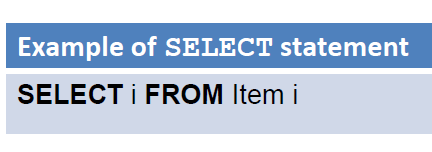 Example of SELECT statement
SELECT i FROM Item i